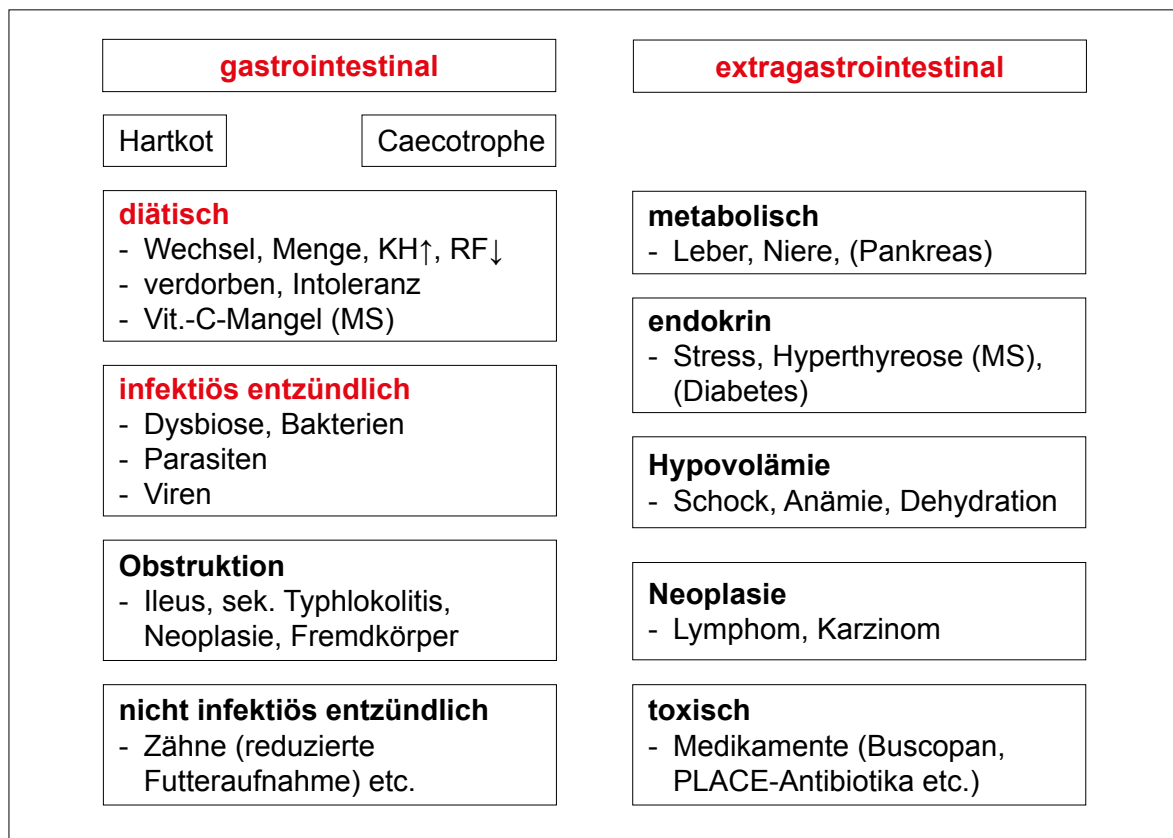 gastrointestinal
Hartkot
Caecotrophe
diätisch
- Wechsel, Menge, KH↑, RF↓
- verdorben, Intoleranz
- Vit.-C-Mangel (MS)
infektiös entzündlich
- Dysbiose, Bakterien
- Parasiten
- Viren
Obstruktion
- Ileus, sek. Typhlokolitis,
Neoplasie, Fremdkörper
nicht infektiös entzündlich
- Zähne (reduzierte
Futteraufnahme) etc.
extragastrointestinal
metabolisch
- Leber, Niere, (Pankreas)
endokrin
- Stress, Hyperthyreose (MS),
(Diabetes)
Hypovolämie
- Schock, Anämie, Dehydration
Neoplasie
- Lymphom, Karzinom
toxisch
- Medikamente (Buscopan,
PLACE-Antibiotika etc.)